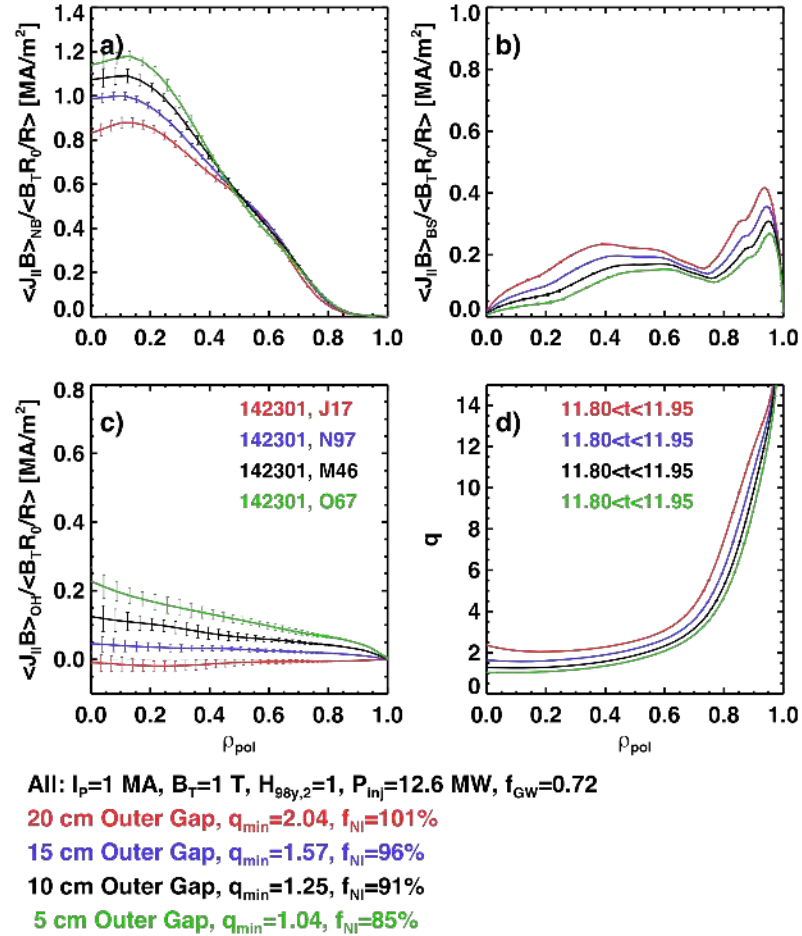 a)
<J||B>NB/<BTR0/R> [MA/m²]
1.4
1.2
1.0
0.8
0.6
0.4
0.2
0.0
0.0 0.2 0.4 0.6 0.8 1.0
b)
<J||B>BS/<BTR0/R> [MA/m²]
1.0
0.8
0.6
0.4
0.2
0.0
0.0 0.2 0.4 0.6 0.8 1.0
c)
<J||B>OH/<BTR0/R> [MA/m²]
0.8
0.6
0.4
0.2
0.0
142301, J17
142301, N97
142301, M46
142301, O67
0.0 0.2 0.4 0.6 0.8 1.0
ρpol
d)
q
14
12
10
8
6
4
2
0
11.80<t<11.95
11.80<t<11.95
11.80<t<11.95
11.80<t<11.95
0.0 0.2 0.4 0.6 0.8 1.0
ρpol
All: IP=1 MA, BT=1 T, H98y,2=1, Pinj=12.6 MW, fGW=0.72
20 cm Outer Gap, qmin=2.04, fNI=101%
15 cm Outer Gap, qmin=1.57, fNI=96%
10 cm Outer Gap, qmin=1.25, fNI=91%
5 cm Outer Gap, qmin=1.04, fNI=85%